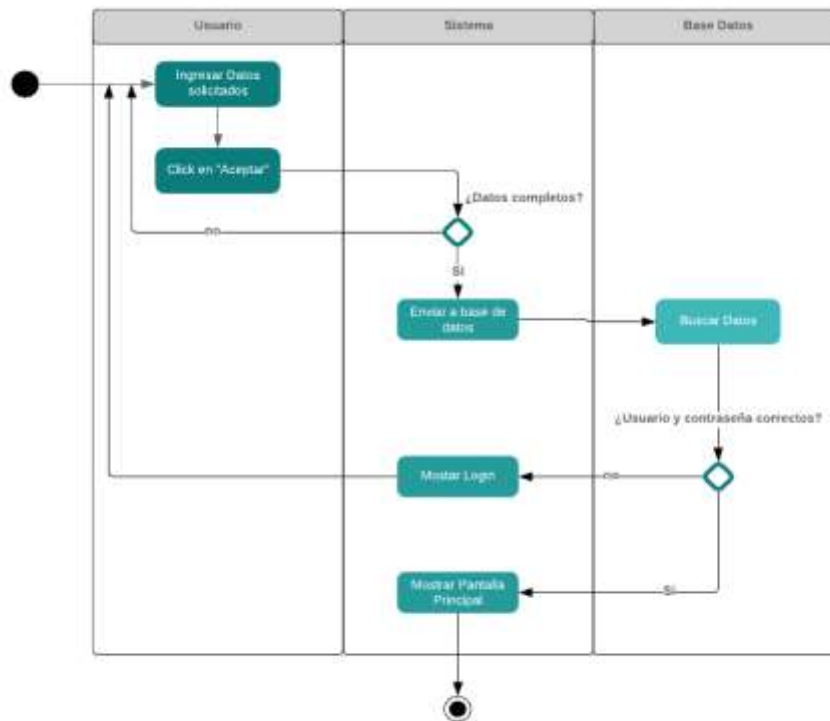 Usuario
Sistema
Base Datos
Ingresar Datos
solicitados
Click en "Aceptar"
¿Datos completos?
no
Si
Enviar a base de
datos
Buscar Datos
¿Usuario y contraseña correctos?
Mostar Login
no
Mostrar Pantalla
Principal
Si